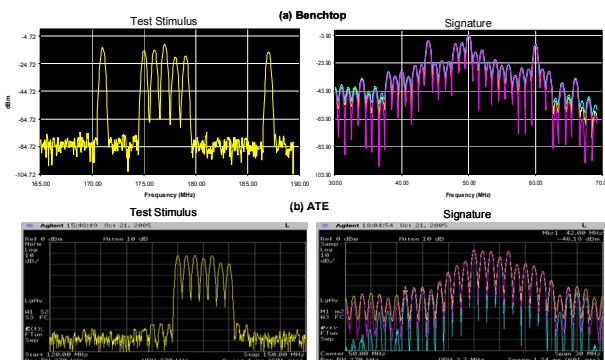 (a) Benchtop
Test Stimulus
Signature
-4.72
-24.72
-44.72
-64.72
-84.72
-104.72
dBm
165.00 170.00 175.00 180.00 185.00 190.00
Frequency (MHz)
-3.90
-23.90
-43.90
-63.90
-83.90
-103.90
30.00 40.00 50.00 60.00 70.0
Frequency (MHz)
(b) ATE
Test Stimulus
Signature
Agilent 15:46:49 Oct 21, 2005 L
Ref 0 dBm Atten 10 dB
Norm
Log
10
dB/
LgAv
W1 S2
S3 FC
FTun
Swp
Start 120.00 MHz Stop 150.00 MHz
Agilent 18:04:54 Oct 21, 2005 L
Mkr1 42.00 MHz
Ref 0 dBm Atten 10 dB -46.18 dBm
Samp
Log
10
dB/
LgAv
W3 FC
FTun
Swp
Center 50.00 MHz Span 30 MHz